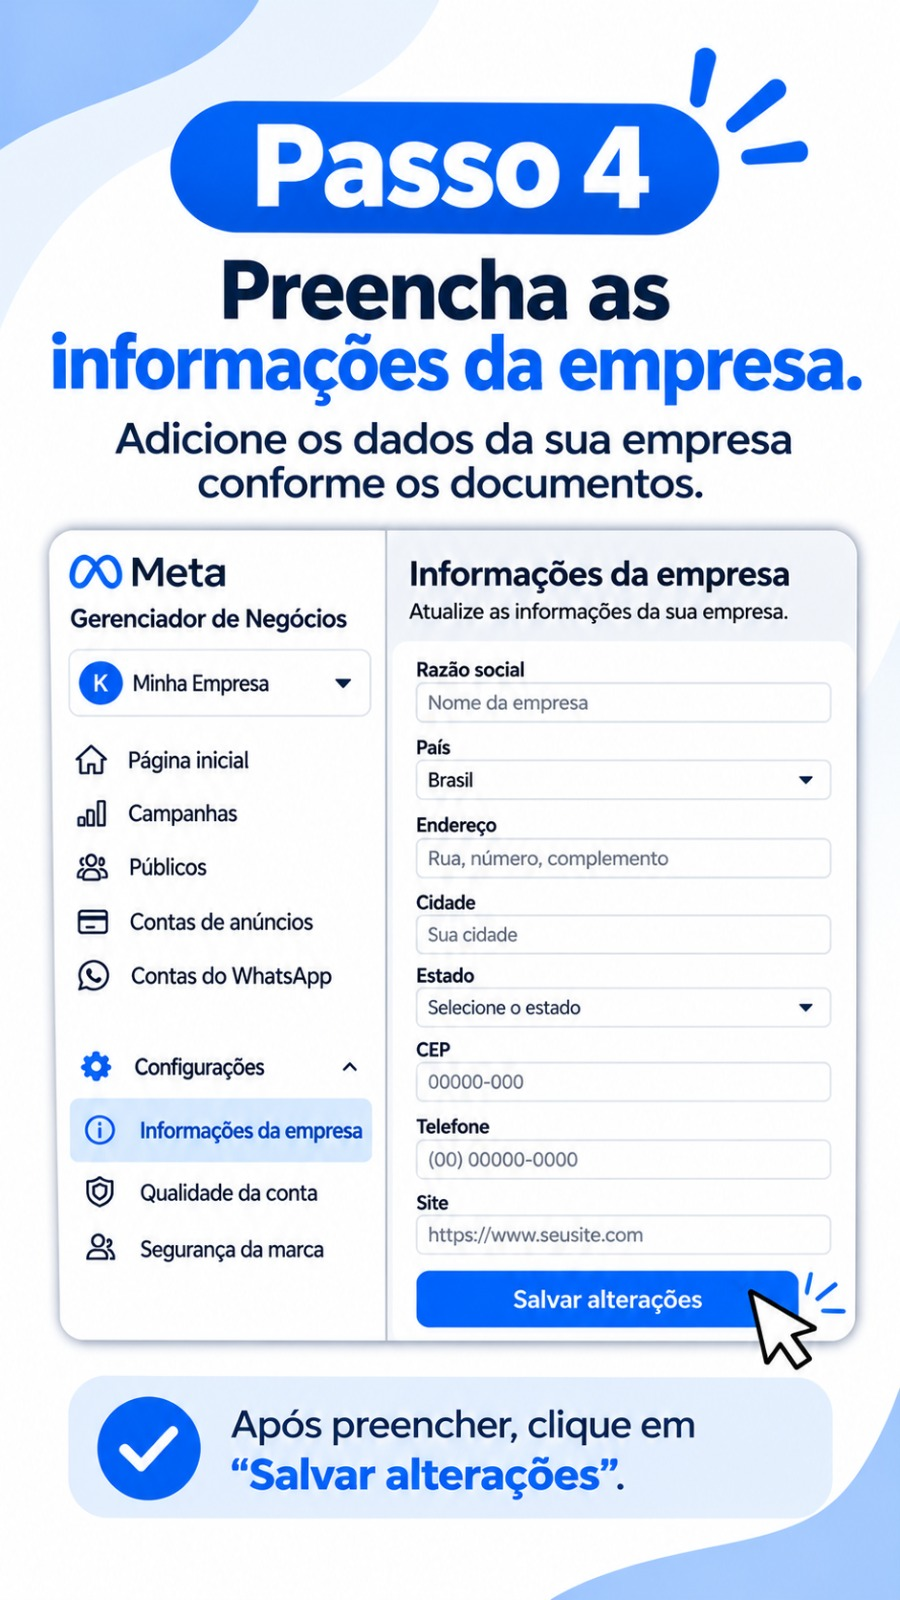 Passo 4
Preencha as
informações da empresa.
Adicione os dados da sua empresa
conforme os documentos.
Meta
Gerenciador de Negócios
K Minha Empresa
Página inicial
Campanhas
Públicos
Contas de anúncios
Contas do WhatsApp
Configurações
Informações da empresa
Qualidade da conta
Segurança da marca
Informações da empresa
Atualize as informações da sua empresa.
Razão social
Nome da empresa
País
Brasil
Endereço
Rua, número, complemento
Cidade
Sua cidade
Estado
Selecione o estado
CEP
00000-000
Telefone
(00) 00000-0000
Site
https://www.seusite.com
Salvar alterações
Após preencher, clique em
“Salvar alterações”.